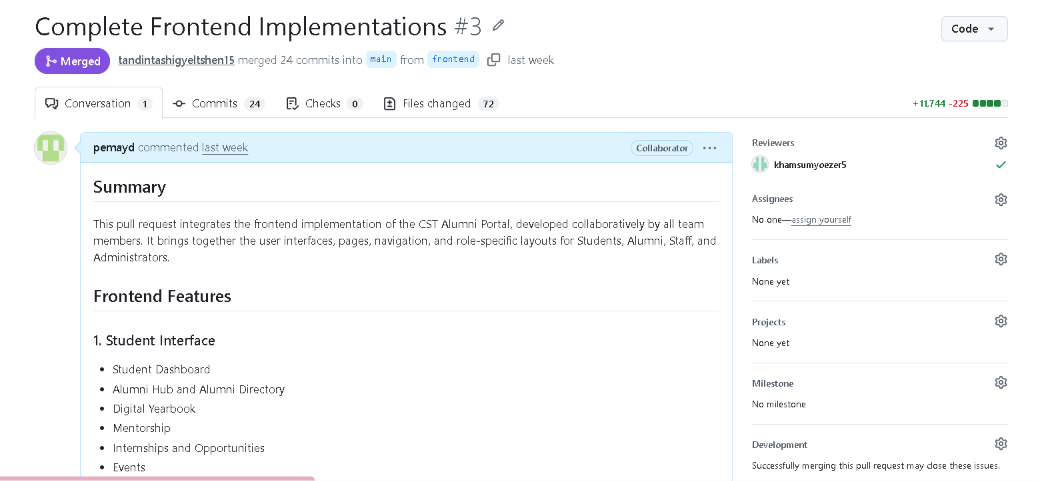 Complete Frontend Implementations #3
Code
Merged tandintashigyeltshen15 merged 24 commits into main from frontend last week
Conversation 1 Commits 24 Checks 0 Files changed 72
+11,744 -225
pemayd commented last week
Collaborator
Summary
This pull request integrates the frontend implementation of the CST Alumni Portal, developed collaboratively by all team
members. It brings together the user interfaces, pages, navigation, and role-specific layouts for Students, Alumni, Staff, and
Administrators.
Frontend Features
1. Student Interface
Student Dashboard
Alumni Hub and Alumni Directory
Digital Yearbook
Mentorship
Internships and Opportunities
Events
Reviewers
khamsumyoezer5
Assignees
No one—assign yourself
Labels
None yet
Projects
None yet
Milestone
No milestone
Development
Successfully merging this pull request may close these issues.